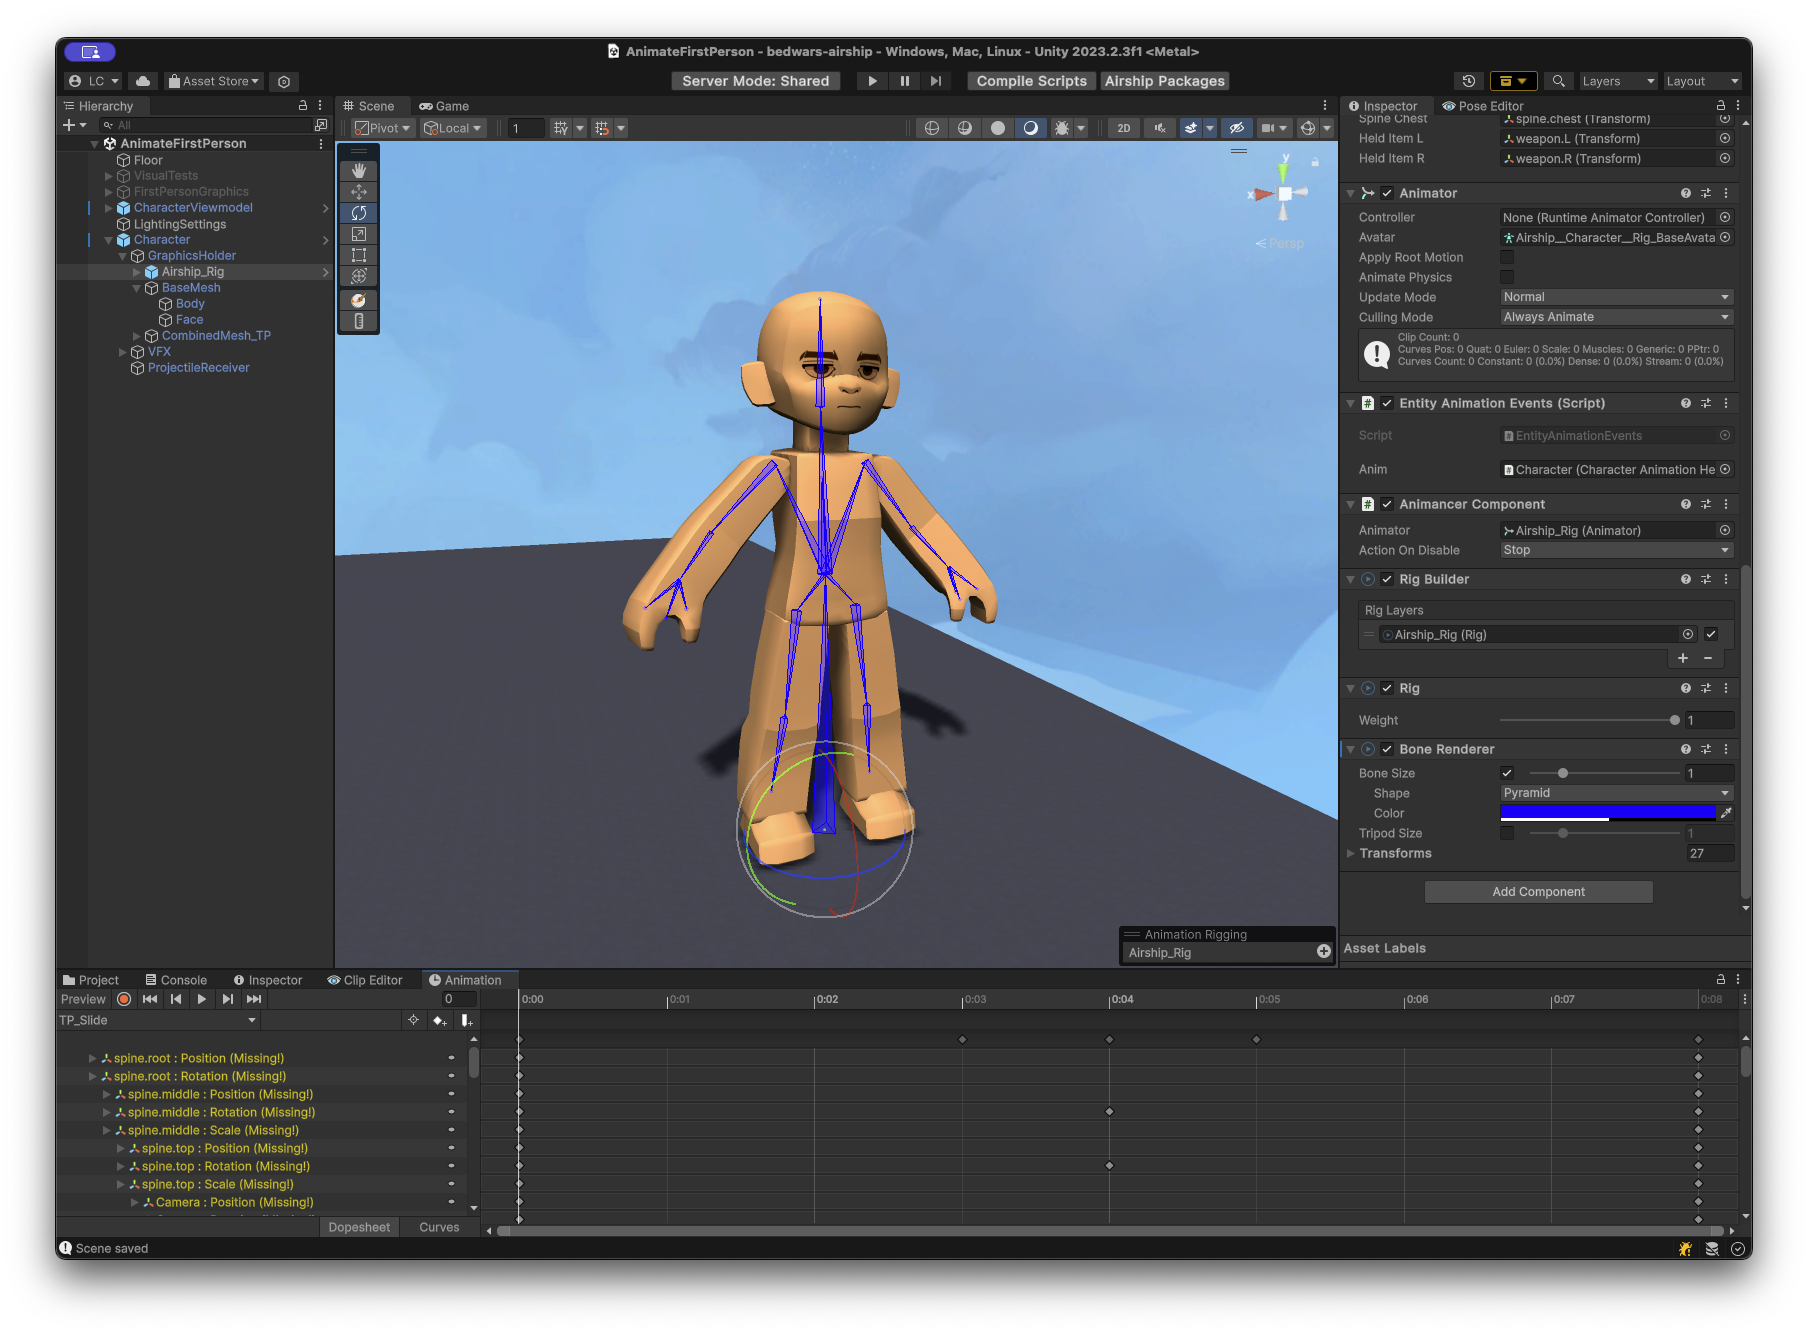 AnimateFirstPerson - bedwars-airship - Windows, Mac, Linux - Unity 2023.2.3f1 <Metal>
LC
Asset Store
Server Mode: Shared
Compile Scripts
Airship Packages
Layers
Layout
Hierarchy
All
AnimateFirstPerson
Floor
VisualTests
FirstPersonGraphics
CharacterViewmodel
LightingSettings
Character
GraphicsHolder
Airship_Rig
BaseMesh
Body
Face
CombinedMesh_TP
VFX
ProjectileReceiver
Scene
Game
Pivot
Local
1
2D
y
x
Persp
Animation Rigging
Airship_Rig
Inspector
Pose Editor
Spine Chest
spine.chest (Transform)
Held Item L
weapon.L (Transform)
Held Item R
weapon.R (Transform)
Animator
Controller
None (Runtime Animator Controller)
Avatar
Airship__Character__Rig_BaseAvata
Apply Root Motion
Animate Physics
Update Mode
Normal
Culling Mode
Always Animate
Clip Count: 0
Curves Pos: 0 Quat: 0 Euler: 0 Scale: 0 Muscles: 0 Generic: 0 PPtr: 0
Curves Count: 0 Constant: 0 (0.0%) Dense: 0 (0.0%) Stream: 0 (0.0%)
Entity Animation Events (Script)
Script
EntityAnimationEvents
Anim
Character (Character Animation He
Animancer Component
Animator
Airship_Rig (Animator)
Action On Disable
Stop
Rig Builder
Rig Layers
Airship_Rig (Rig)
Rig
Weight
1
Bone Renderer
Bone Size
1
Shape
Pyramid
Color
Tripod Size
1
Transforms
27
Add Component
Asset Labels
Project
Console
Inspector
Clip Editor
Animation
Preview
0
0:00
0:01
0:02
0:03
0:04
0:05
0:06
0:07
0:08
TP_Slide
spine.root : Position (Missing!)
spine.root : Rotation (Missing!)
spine.middle : Position (Missing!)
spine.middle : Rotation (Missing!)
spine.middle : Scale (Missing!)
spine.top : Position (Missing!)
spine.top : Rotation (Missing!)
spine.top : Scale (Missing!)
Camera : Position (Missing!)
Dopesheet
Curves
Scene saved